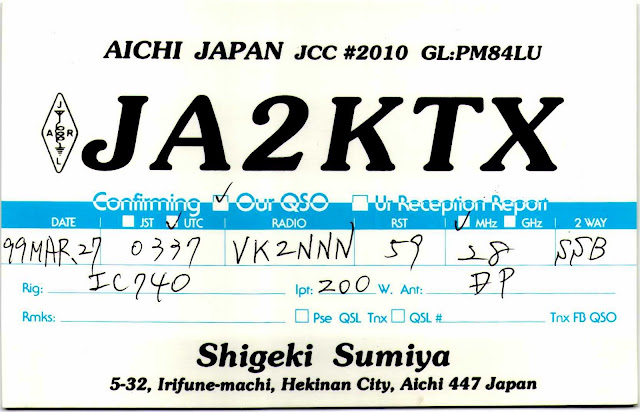 AICHI JAPAN JCC #2010 GL:PM84LU
J A R L
JA2KTX
Confirming ✓ Our QSO Ur Reception Report
DATE JST ✓ UTC RADIO RST ✓ MHz GHz 2 WAY
99MAR.27 0337 VK2NNN 59 28 SSB
Rig: IC740 Ipt: 200 W. Ant: DP
Rmks: Pse QSL Tnx QSL # Tnx FB QSO
Shigeki Sumiya
5-32, Irifune-machi, Hekinan City, Aichi 447 Japan